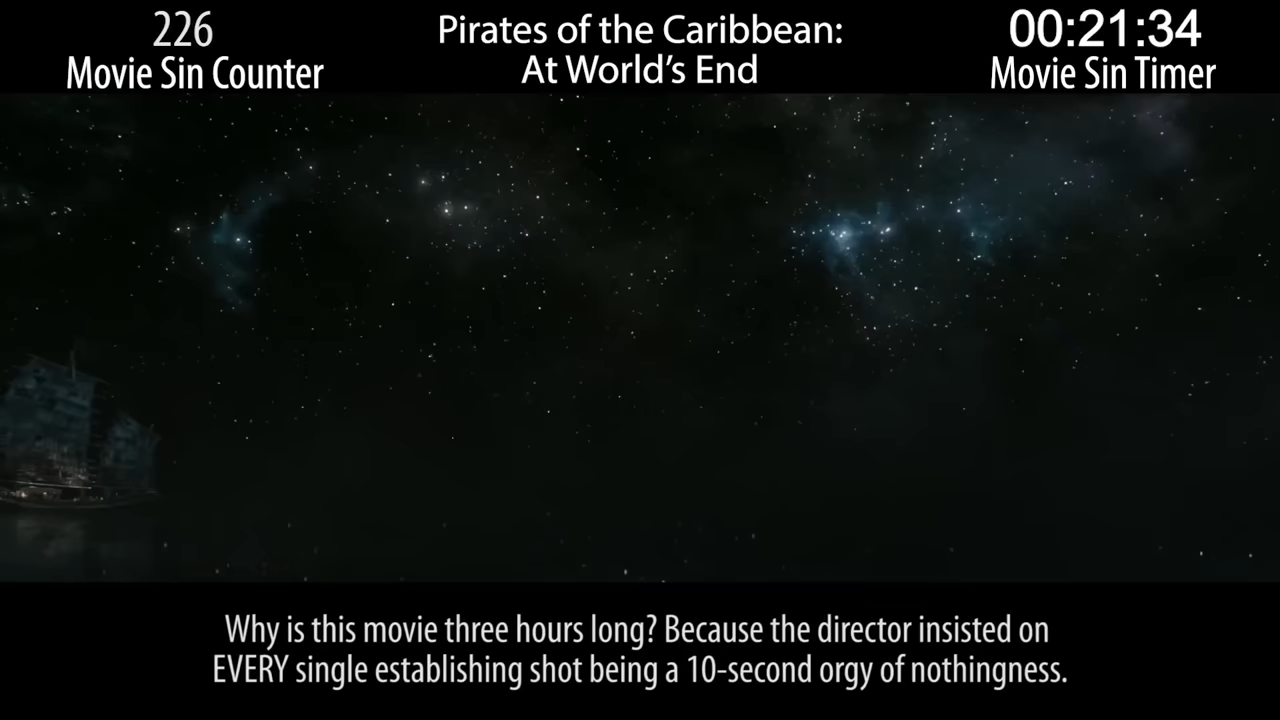 226
Movie Sin Counter
Pirates of the Caribbean:
At World's End
00:21:34
Movie Sin Timer
Why is this movie three hours long? Because the director insisted on
EVERY single establishing shot being a 10-second orgy of nothingness.